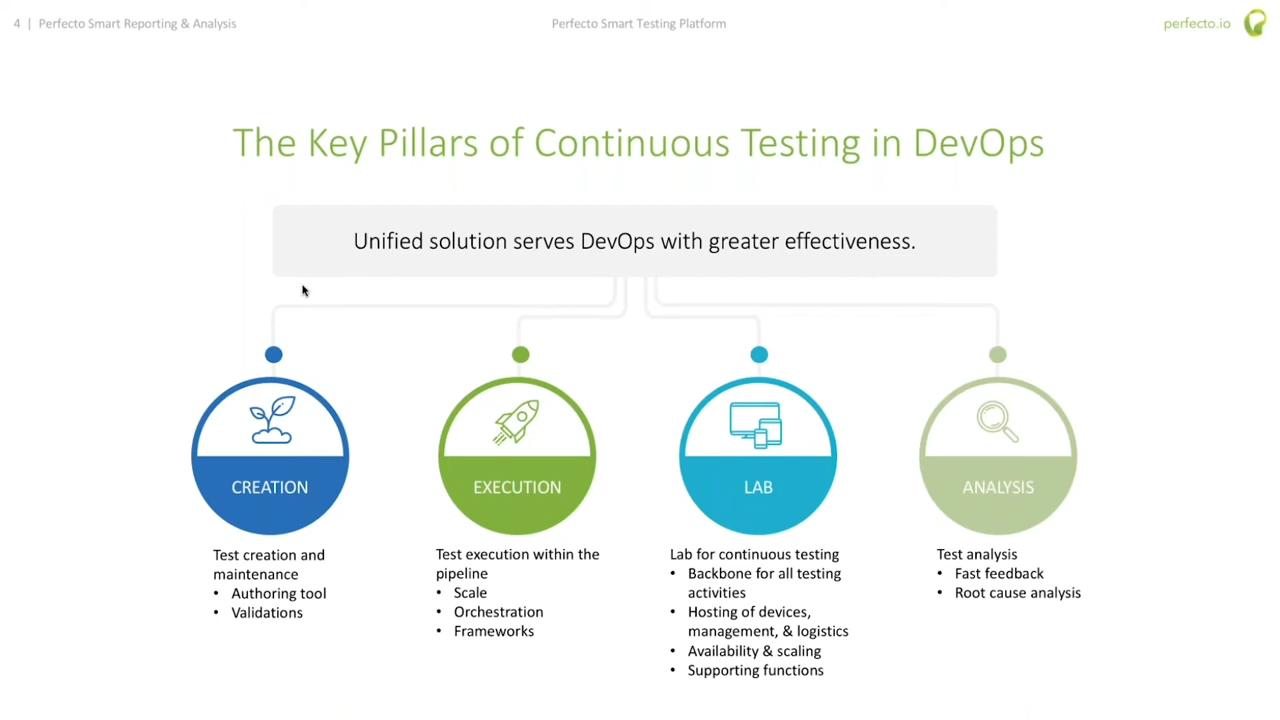 4 | Perfecto Smart Reporting & Analysis
Perfecto Smart Testing Platform
perfecto.io
The Key Pillars of Continuous Testing in DevOps
Unified solution serves DevOps with greater effectiveness.
CREATION
Test creation and
maintenance
• Authoring tool
• Validations
EXECUTION
Test execution within the
pipeline
• Scale
• Orchestration
• Frameworks
LAB
Lab for continuous testing
• Backbone for all testing
activities
• Hosting of devices,
management, & logistics
• Availability & scaling
• Supporting functions
ANALYSIS
Test analysis
• Fast feedback
• Root cause analysis